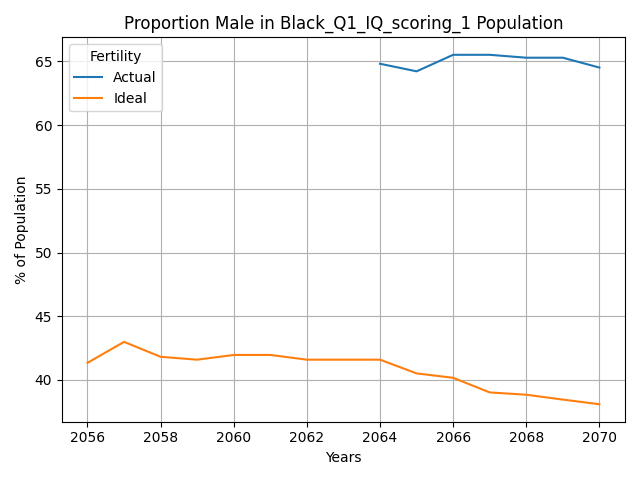 Proportion Male in Black_Q1_IQ_scoring_1 Population
Fertility
Actual
Ideal
65
60
55
50
45
40
% of Population
2056
2058
2060
2062
2064
2066
2068
2070
Years